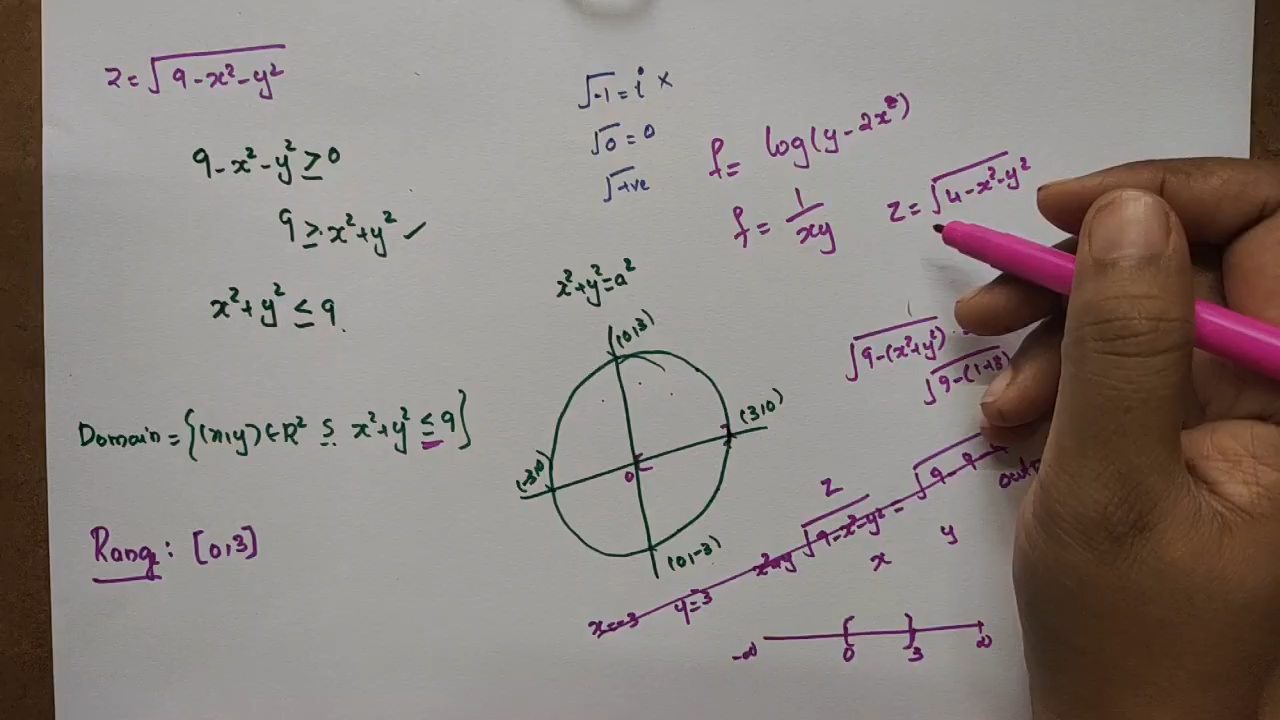 z = √9 - x² - y²
9 - x² - y² ≥ 0
9 ≥ x² + y² ✓
x² + y² ≤ 9.
Domain = {(x,y) ∈ R² s x² + y² ≤ 9}
Rang: [0,3]
√-1 = i ×
√0 = 0
√+ve
f = log(y - 2x²)
f = 1/xy
z = √4 - x² - y²
x² + y² = a²
(0,3)
(3,0)
(-3,0)
0
(0,-3)
√9-(x²+y²)
√9-(1+8)
z
√9 - x² - y² = √9 - 9
x y
x=-3 y=3
-∞ 0 3 ∞